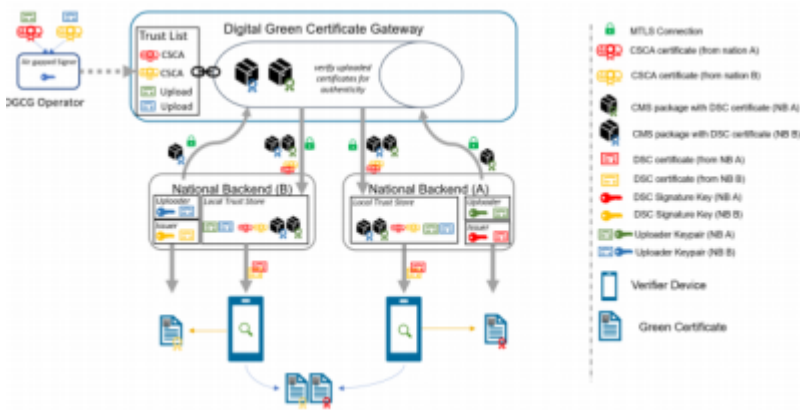 Digital Green Certificate Gateway
Trust List
CSCA
CSCA
Upload
Upload
verify uploaded
certificates for
authenticity
Air gapped Signer
DGCG Operator
National Backend (B)
Uploader
Issuer
Local Trust Store
National Backend (A)
Local Trust Store
Uploader
Issuer
MTLS Connection
CSCA certificate (from nation A)
CSCA certificate (from nation B)
CMS package with DSC certificate (NB A)
CMS package with DSC certificate (NB B)
DSC certificate (from NB A)
DSC certificate (from NB B)
DSC Signature Key (NB A)
DSC Signature Key (NB B)
Uploader Keypair (NB A)
Uploader Keypair (NB B)
Verifier Device
Green Certificate